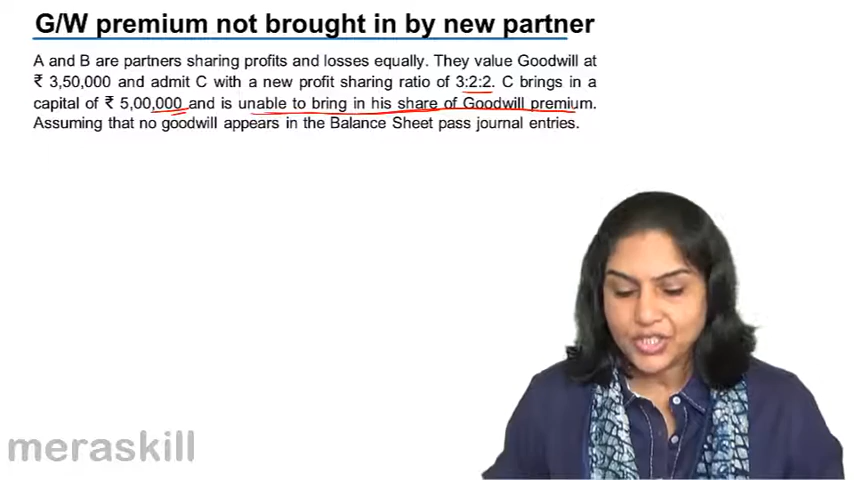 G/W premium not brought in by new partner
A and B are partners sharing profits and losses equally. They value Goodwill at
₹ 3,50,000 and admit C with a new profit sharing ratio of 3:2:2. C brings in a
capital of ₹ 5,00,000 and is unable to bring in his share of Goodwill premium.
Assuming that no goodwill appears in the Balance Sheet pass journal entries.
meraskill